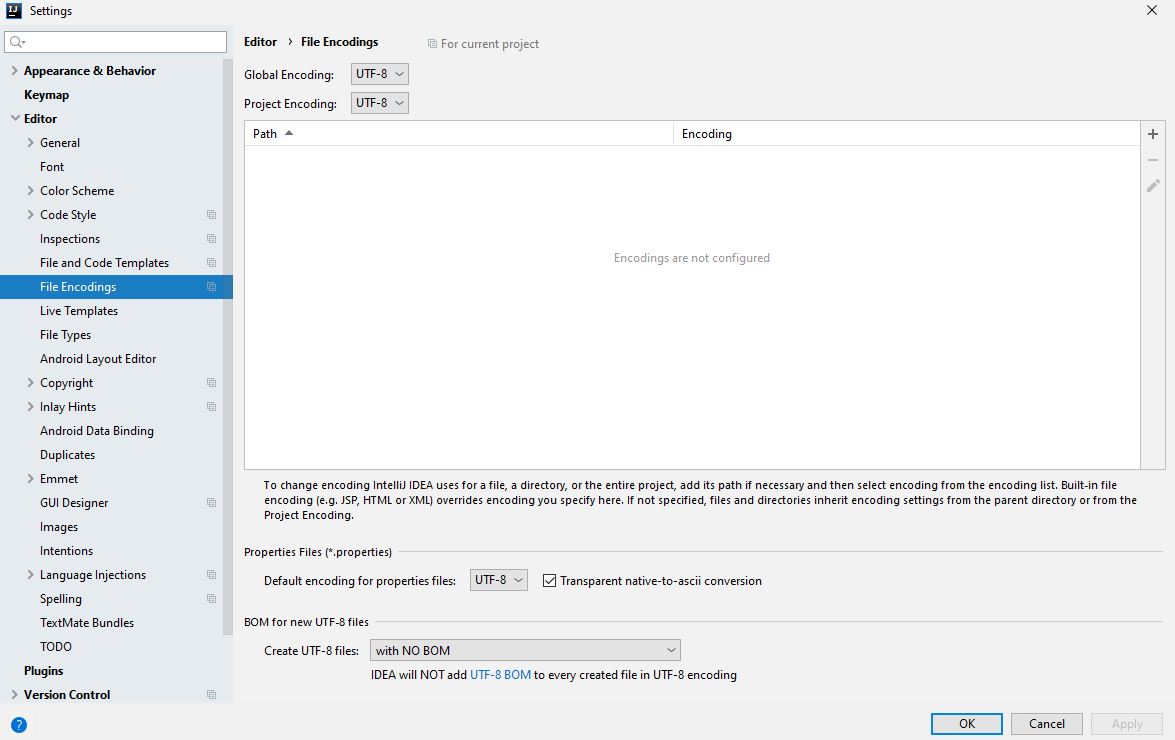 Settings
Appearance & Behavior
Keymap
Editor
General
Font
Color Scheme
Code Style
Inspections
File and Code Templates
File Encodings
Live Templates
File Types
Android Layout Editor
Copyright
Inlay Hints
Android Data Binding
Duplicates
Emmet
GUI Designer
Images
Intentions
Language Injections
Spelling
TextMate Bundles
TODO
Plugins
Version Control
Editor › File Encodings For current project
Global Encoding: UTF-8
Project Encoding: UTF-8
Path Encoding
Encodings are not configured
To change encoding IntelliJ IDEA uses for a file, a directory, or the entire project, add its path if necessary and then select encoding from the encoding list. Built-in file
encoding (e.g. JSP, HTML or XML) overrides encoding you specify here. If not specified, files and directories inherit encoding settings from the parent directory or from the
Project Encoding.
Properties Files (*.properties)
Default encoding for properties files: UTF-8 Transparent native-to-ascii conversion
BOM for new UTF-8 files
Create UTF-8 files: with NO BOM
IDEA will NOT add UTF-8 BOM to every created file in UTF-8 encoding
? OK Cancel Apply